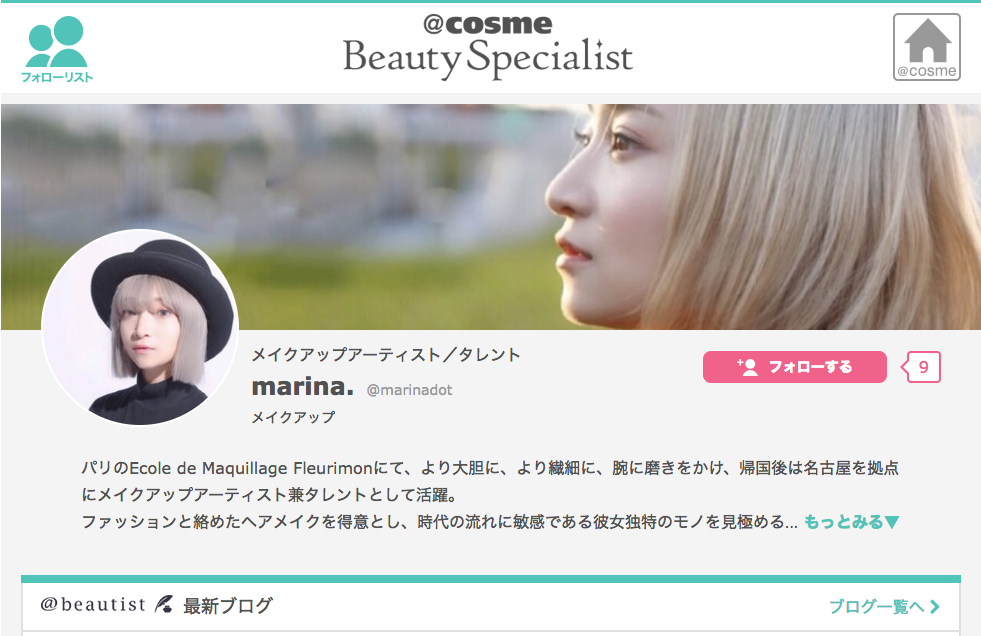 フォローリスト
@cosme
Beauty Specialist
@cosme
メイクアップアーティスト／タレント
marina. @marinadot
メイクアップ
フォローする 9
パリのEcole de Maquillage Fleurimonにて、より大胆に、より繊細に、腕に磨きをかけ、帰国後は名古屋を拠点
にメイクアップアーティスト兼タレントとして活躍。
ファッションと絡めたヘアメイクを得意とし、時代の流れに敏感である彼女独特のモノを見極める... もっとみる▼
@beautist 最新ブログ ブログ一覧へ